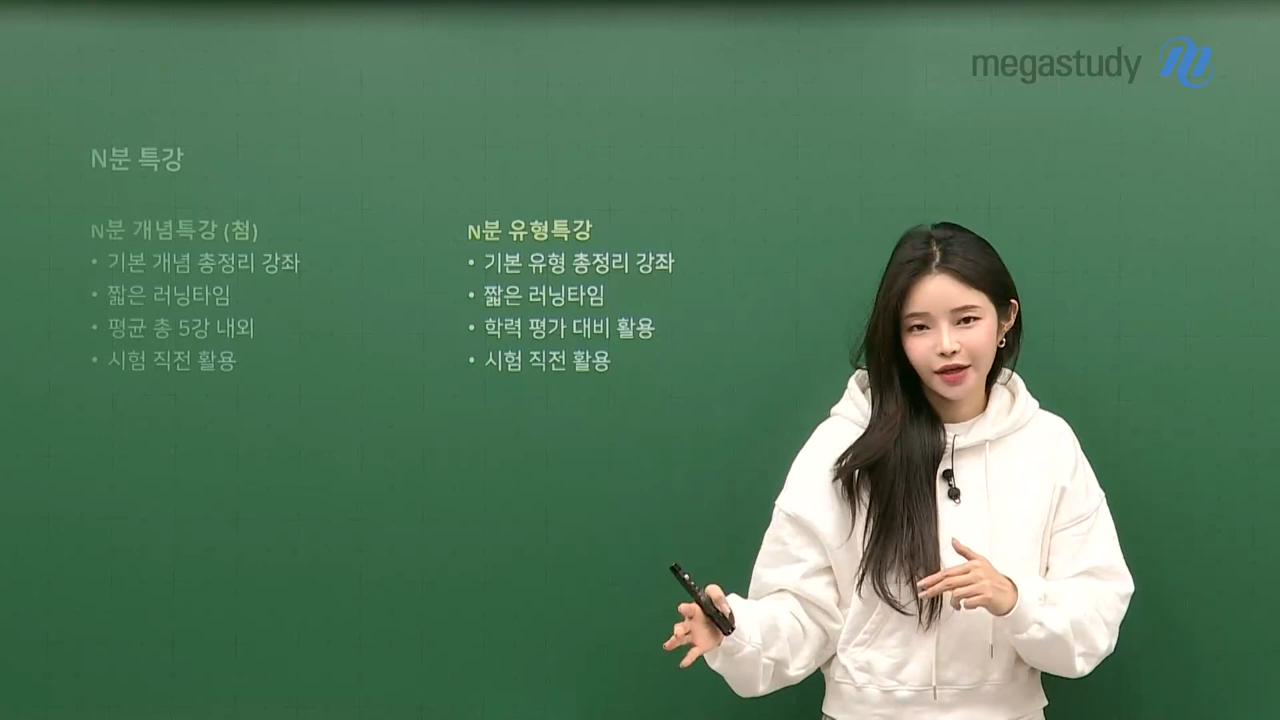 megastudy
N분 특강
N분 개념특강 (첨)
• 기본 개념 총정리 강좌
• 짧은 러닝타임
• 평균 총 5강 내외
• 시험 직전 활용
N분 유형특강
• 기본 유형 총정리 강좌
• 짧은 러닝타임
• 학력 평가 대비 활용
• 시험 직전 활용